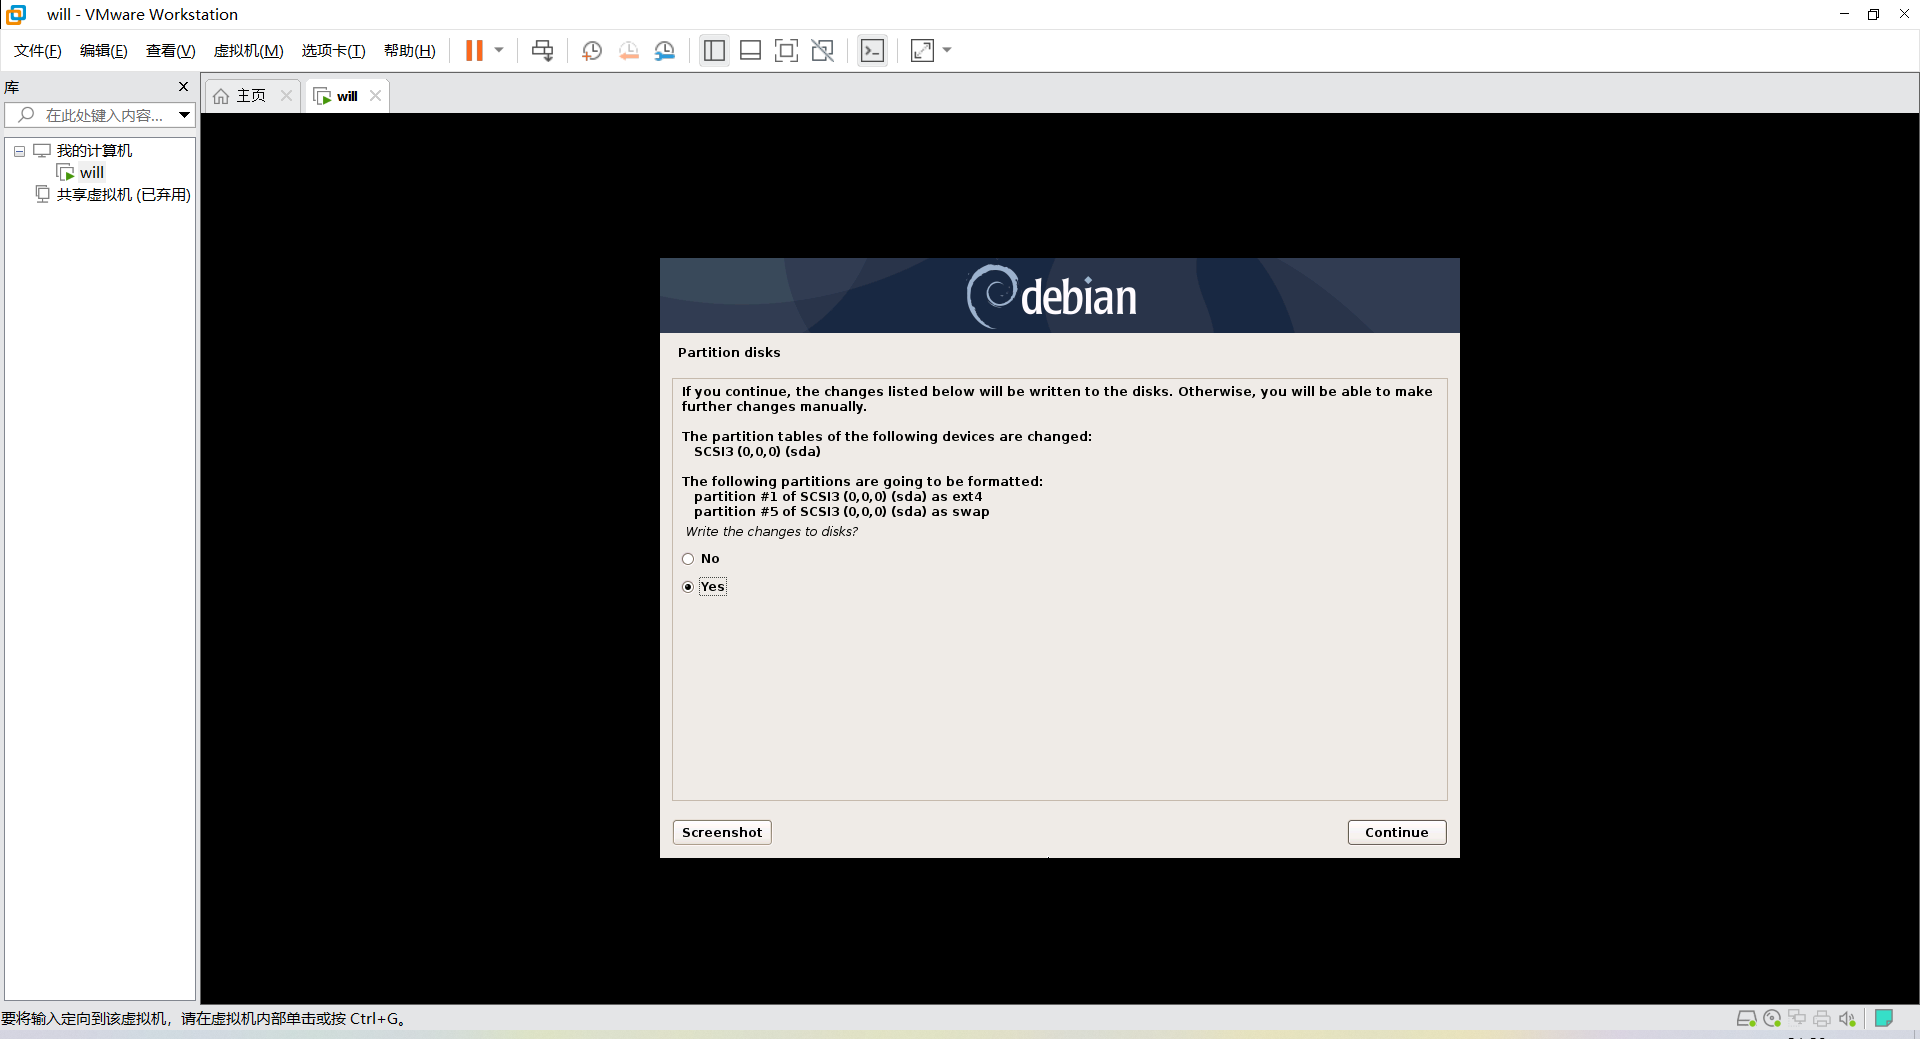 will - VMware Workstation
文件(F) 编辑(E) 查看(V) 虚拟机(M) 选项卡(T) 帮助(H)
库
在此处键入内容...
我的计算机
will
共享虚拟机 (已弃用)
主页
will
debian
Partition disks
If you continue, the changes listed below will be written to the disks. Otherwise, you will be able to make
further changes manually.
The partition tables of the following devices are changed:
SCSI3 (0,0,0) (sda)
The following partitions are going to be formatted:
partition #1 of SCSI3 (0,0,0) (sda) as ext4
partition #5 of SCSI3 (0,0,0) (sda) as swap
Write the changes to disks?
No
Yes
Screenshot
Continue
要将输入定向到该虚拟机，请在虚拟机内部单击或按 Ctrl+G。